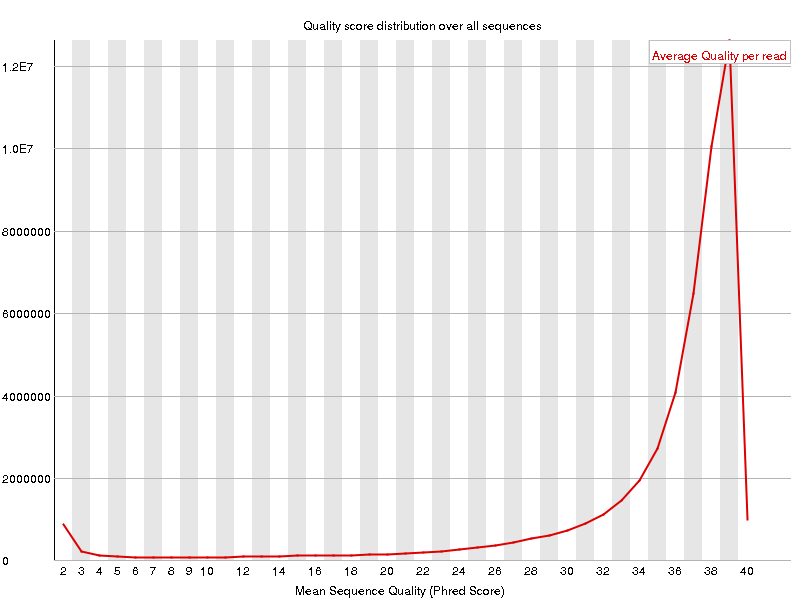 Quality score distribution over all sequences
Average Quality per read
1.2E7
1.0E7
8000000
6000000
4000000
2000000
0
2 3 4 5 6 7 8 9 10 12 14 16 18 20 22 24 26 28 30 32 34 36 38 40
Mean Sequence Quality (Phred Score)